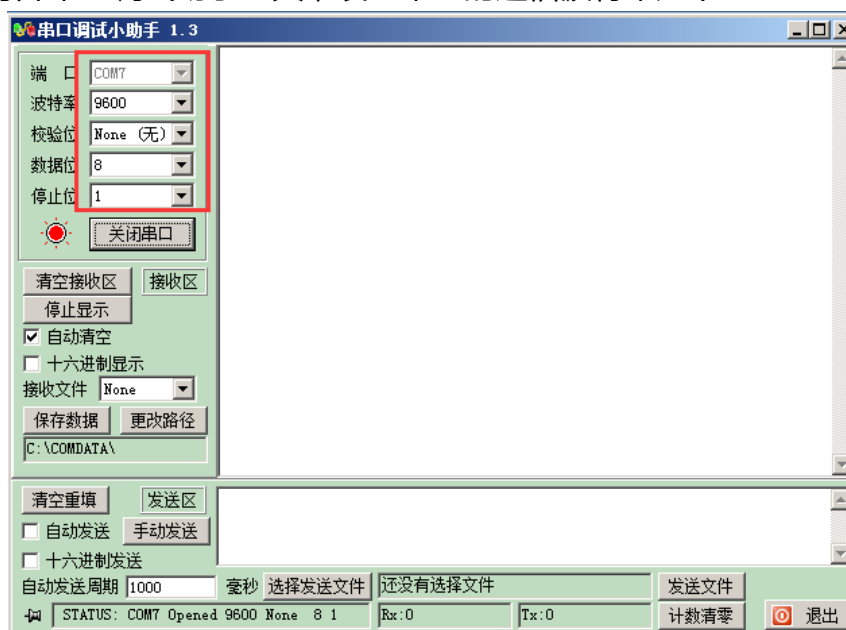 串口调试小助手 1.3
端 口 COM7
波特率 9600
校验位 None (无)
数据位 8
停止位 1
关闭串口
清空接收区 接收区
停止显示
自动清空
十六进制显示
接收文件 None
保存数据 更改路径
C:\COMDATA\
清空重填 发送区
自动发送 手动发送
十六进制发送
自动发送周期 1000 毫秒 选择发送文件 还没有选择文件 发送文件
STATUS: COM7 Opened 9600 None 8 1 Rx:0 Tx:0 计数清零 退出